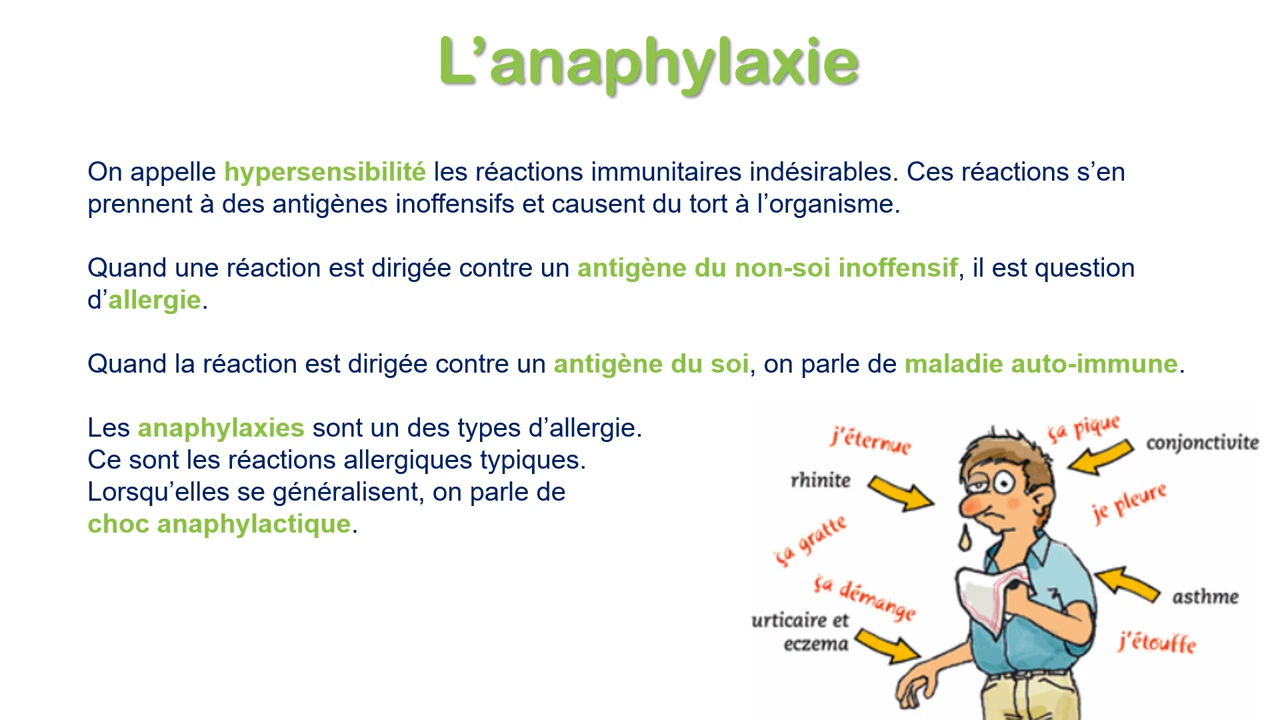 L’anaphylaxie
On appelle hypersensibilité les réactions immunitaires indésirables. Ces réactions s’en
prennent à des antigènes inoffensifs et causent du tort à l’organisme.
Quand une réaction est dirigée contre un antigène du non-soi inoffensif, il est question
d’allergie.
Quand la réaction est dirigée contre un antigène du soi, on parle de maladie auto-immune.
Les anaphylaxies sont un des types d’allergie.
Ce sont les réactions allergiques typiques.
Lorsqu’elles se généralisent, on parle de
choc anaphylactique.
j’éternue
ça pique
conjonctivite
rhinite
je pleure
ça gratte
ça démange
asthme
urticaire et
eczema
j’étouffe